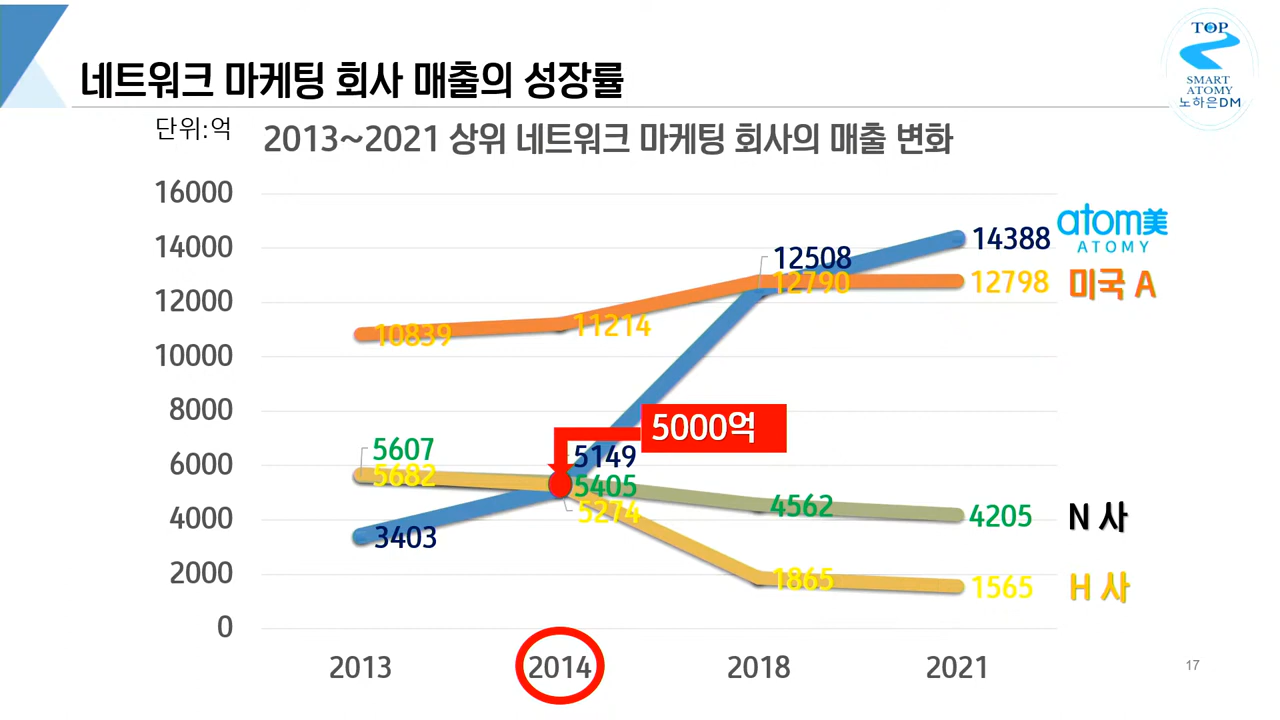 네트워크 마케팅 회사 매출의 성장률
TOP
SMART
ATOMY
노하은DM
단위:억
2013~2021 상위 네트워크 마케팅 회사의 매출 변화
16000
14000
12000
10000
8000
6000
4000
2000
0
atom美
ATOMY
14388
12508
12790
12798
미국 A
10839
11214
5000억
5607
5682
5149
5405
5274
3403
4562
4205
N 사
1865
1565
H 사
2013
2014
2018
2021
17